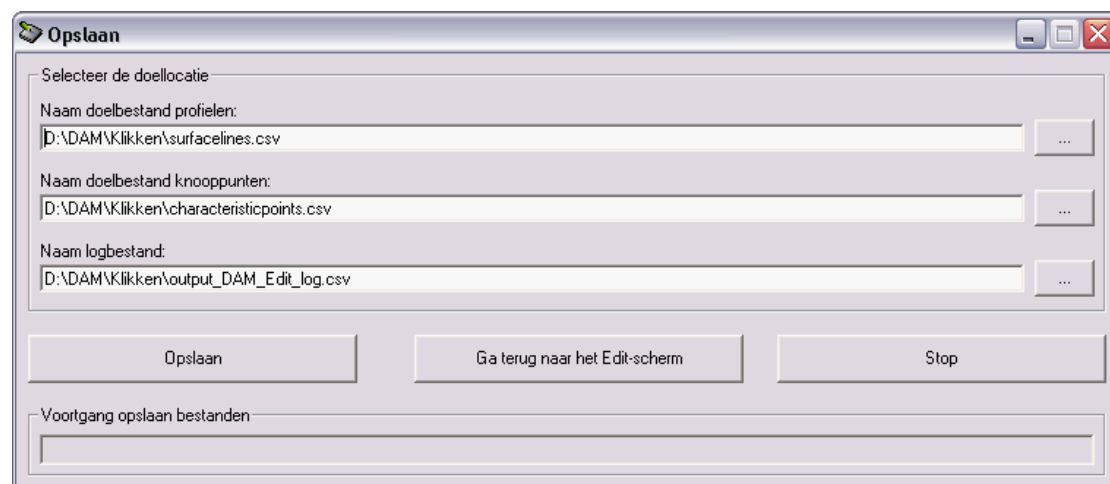 Opslaan
Selecteer de doellocatie
Naam doelbestand profielen:
D:\DAM\Klikken\surfacelines.csv
...
Naam doelbestand knooppunten:
D:\DAM\Klikken\characteristicpoints.csv
...
Naam logbestand:
D:\DAM\Klikken\output_DAM_Edit_log.csv
...
Opslaan
Ga terug naar het Edit-scherm
Stop
Voortgang opslaan bestanden